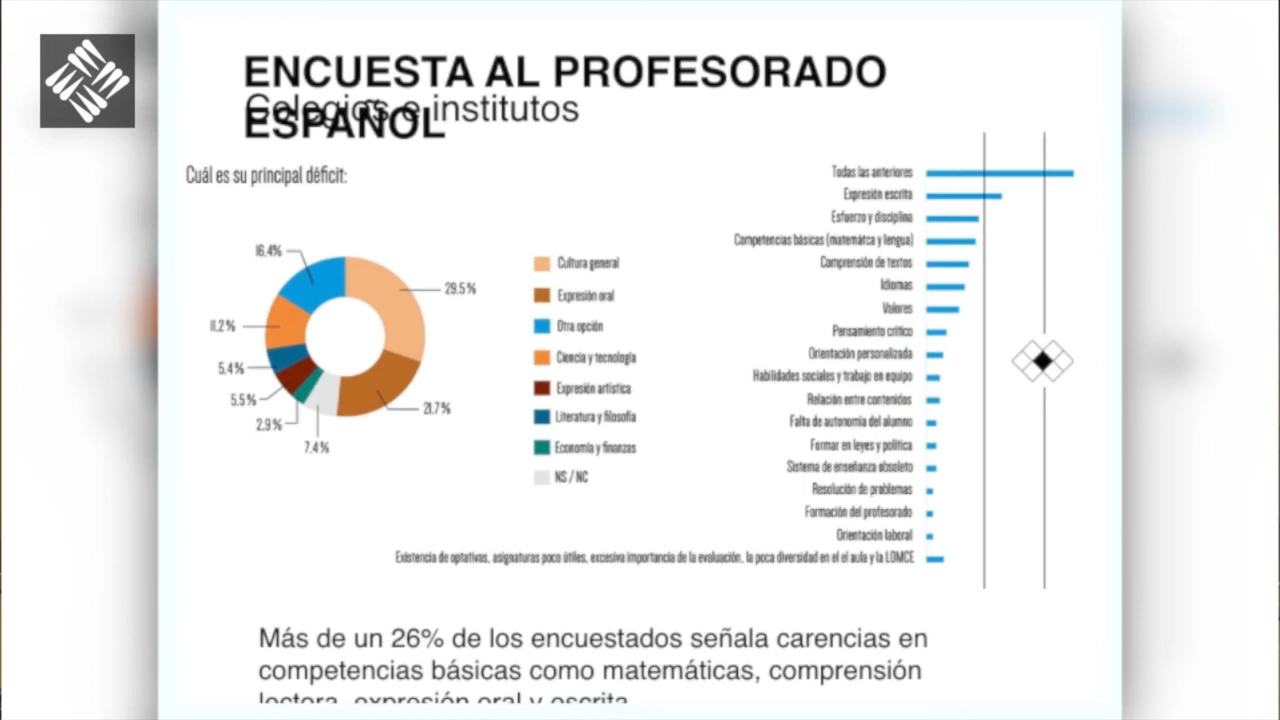 ENCUESTA AL PROFESORADO
ESPAÑOL
Colegios e institutos
Cuál es su principal déficit:
16.4%
29.5 %
11.2 %
5.4 %
5.5 %
2.9 %
7.4 %
21.7 %
Cultura general
Expresión oral
Otra opción
Ciencia y tecnología
Expresión artística
Literatura y filosofía
Economía y finanzas
NS / NC
Todas las anteriores
Expresión escrita
Esfuerzo y disciplina
Competencias básicas (matemátca y lengua)
Comprensión de textos
Idiomas
Valores
Pensamiento crítico
Orientación personalizada
Habilidades sociales y trabajo en equipo
Relación entre contenidos
Falta de autonomía del alumno
Formar en leyes y política
Sistema de enseñanza obsoleto
Resolución de problemas
Formación del profesorado
Orientación laboral
Existencia de optativas, asignaturas poco útiles, excesiva importancia de la evaluación, la poca diversidad en el el aula y la LOMCE
Más de un 26% de los encuestados señala carencias en
competencias básicas como matemáticas, comprensión
lectora, expresión oral y escrita